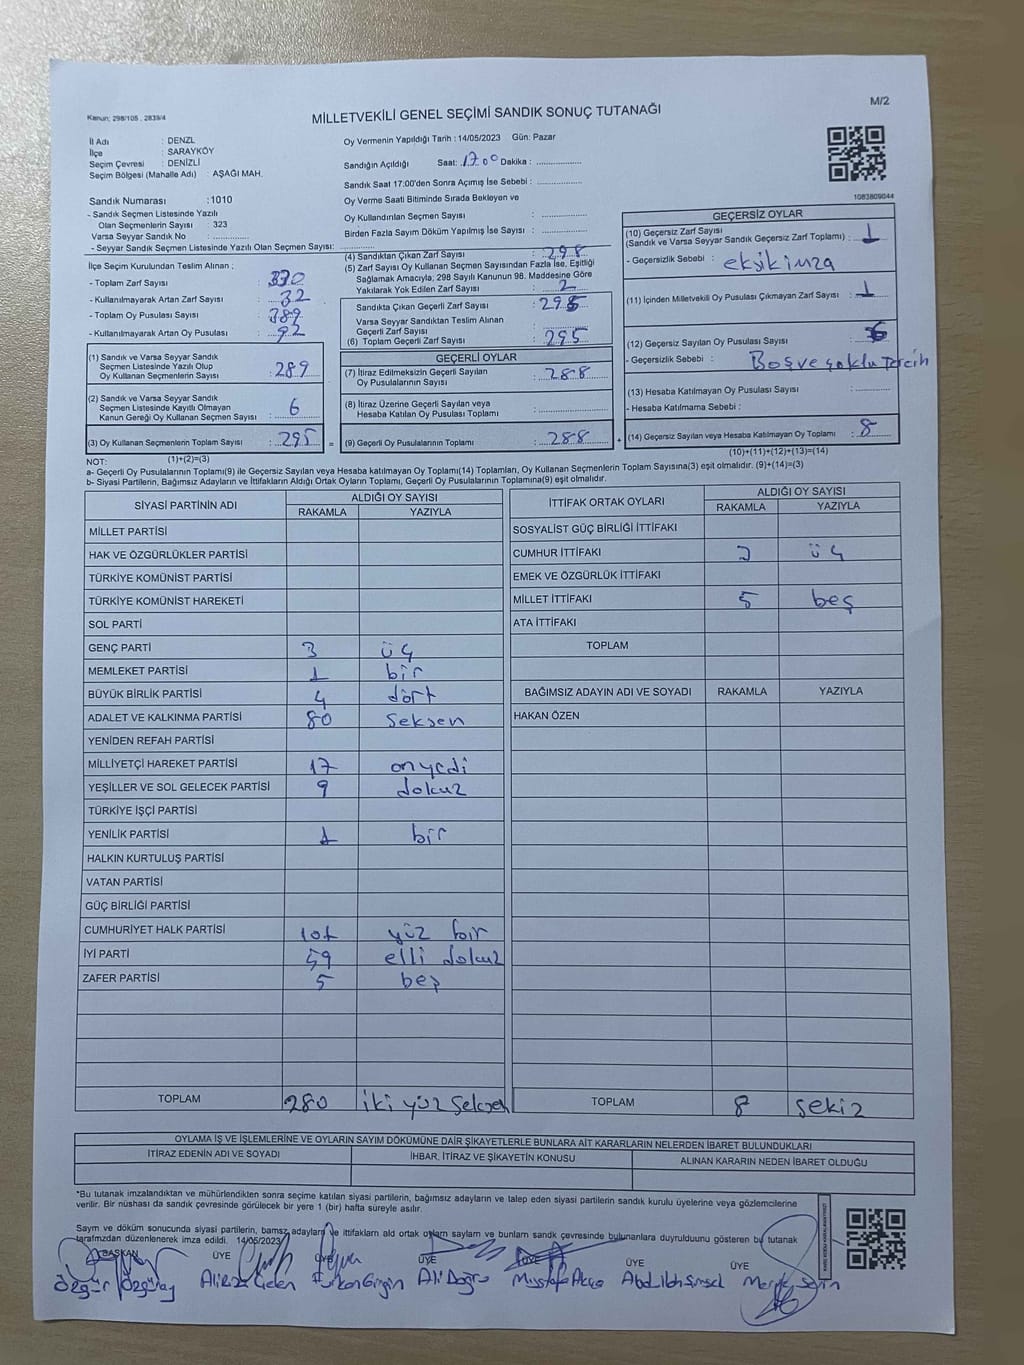 Kanun: 298/105 , 2839/4
MİLLETVEKİLİ GENEL SEÇİMİ SANDIK SONUÇ TUTANAĞI
M/2
İl Adı : DENZL
İlçe : SARAYKÖY
Seçim Çevresi : DENİZLİ
Seçim Bölgesi (Mahalle Adı) : AŞAĞI MAH.
Oy Vermenin Yapıldığı Tarih : 14/05/2023 Gün: Pazar
Sandığın Açıldığı Saat: 17 00 Dakika :
Sandık Saat 17:00'den Sonra Açımış İse Sebebi :
Oy Verme Saati Bitiminde Sırada Bekleyen ve
Oy Kullandırılan Seçmen Sayısı :
Birden Fazla Sayım Döküm Yapılmış İse Sayısı :
1083809044
Sandık Numarası : 1010
- Sandık Seçmen Listesinde Yazılı
Olan Seçmenlerin Sayısı : 323
Varsa Seyyar Sandık No :
- Seyyar Sandık Seçmen Listesinde Yazılı Olan Seçmen Sayısı:
İlçe Seçim Kurulundan Teslim Alınan :
- Toplam Zarf Sayısı : 330
- Kullanılmayarak Artan Zarf Sayısı : 32
- Toplam Oy Pusulası Sayısı : 389
- Kullanılmayarak Artan Oy Pusulası : 92
(1) Sandık ve Varsa Seyyar Sandık
Seçmen Listesinde Yazılı Olup
Oy Kullanan Seçmenlerin Sayısı : 289
(2) Sandık ve Varsa Seyyar Sandık
Seçmen Listesinde Kayıtlı Olmayan
Kanun Gereği Oy Kullanan Seçmen Sayısı : 6
(3) Oy Kullanan Seçmenlerin Toplam Sayısı : 295
(1)+(2)=(3)
(4) Sandıktan Çıkan Zarf Sayısı : 298
(5) Zarf Sayısı Oy Kullanan Seçmen Sayısından Fazla İse, Eşitliği
Sağlamak Amacıyla; 298 Sayılı Kanunun 98. Maddesine Göre
Yakılarak Yok Edilen Zarf Sayısı : 2
Sandıkta Çıkan Geçerli Zarf Sayısı : 295
Varsa Seyyar Sandıktan Teslim Alınan
Geçerli Zarf Sayısı
(6) Toplam Geçerli Zarf Sayısı : 295
GEÇERLİ OYLAR
(7) İtiraz Edilmeksizin Geçerli Sayılan
Oy Pusulalarının Sayısı : 288
(8) İtiraz Üzerine Geçerli Sayılan veya
Hesaba Katılan Oy Pusulası Toplamı :
= (9) Geçerli Oy Pusulalarının Toplamı : 288
GEÇERSİZ OYLAR
(10) Geçersiz Zarf Sayısı
(Sandık ve Varsa Seyyar Sandık Geçersiz Zarf Toplamı) : 1
- Geçersizlik Sebebi : eksik imza
(11) İçinden Milletvekili Oy Pusulası Çıkmayan Zarf Sayısı : 1
(12) Geçersiz Sayılan Oy Pusulası Sayısı : 6
- Geçersizlik Sebebi : Boş ve çoklu tercih
(13) Hesaba Katılmayan Oy Pusulası Sayısı :
- Hesaba Katılmama Sebebi :
+ (14) Geçersiz Sayılan veya Hesaba Katılmayan Oy Toplamı : 8
(10)+(11)+(12)+(13)=(14)
NOT:
a- Geçerli Oy Pusulalarının Toplamı(9) ile Geçersiz Sayılan veya Hesaba katılmayan Oy Toplamı(14) Toplamları, Oy Kullanan Seçmenlerin Toplam Sayısına(3) eşit olmalıdır. (9)+(14)=(3)
b- Siyasi Partilerin, Bağımsız Adayların ve İttifakların Aldığı Ortak Oyların Toplamı, Geçerli Oy Pusulalarının Toplamına(9) eşit olmalıdır.
SİYASİ PARTİNİN ADI ALDIĞI OY SAYISI
RAKAMLA YAZIYLA
MİLLET PARTİSİ
HAK VE ÖZGÜRLÜKLER PARTİSİ
TÜRKİYE KOMÜNİST PARTİSİ
TÜRKİYE KOMÜNİST HAREKETİ
SOL PARTİ
GENÇ PARTİ 3 üç
MEMLEKET PARTİSİ 1 bir
BÜYÜK BİRLİK PARTİSİ 4 dört
ADALET VE KALKINMA PARTİSİ 80 Seksen
YENİDEN REFAH PARTİSİ
MİLLİYETÇİ HAREKET PARTİSİ 17 onyedi
YEŞİLLER VE SOL GELECEK PARTİSİ 9 dokuz
TÜRKİYE İŞÇİ PARTİSİ
YENİLİK PARTİSİ 1 bir
HALKIN KURTULUŞ PARTİSİ
VATAN PARTİSİ
GÜÇ BİRLİĞİ PARTİSİ
CUMHURİYET HALK PARTİSİ 101 yüz bir
İYİ PARTİ 59 elli dokuz
ZAFER PARTİSİ 5 beş
TOPLAM 280 iki yüz Seksen
İTTİFAK ORTAK OYLARI ALDIĞI OY SAYISI
RAKAMLA YAZIYLA
SOSYALİST GÜÇ BİRLİĞİ İTTİFAKI
CUMHUR İTTİFAKI 3 üç
EMEK VE ÖZGÜRLÜK İTTİFAKI
MİLLET İTTİFAKI 5 beş
ATA İTTİFAKI
TOPLAM
BAĞIMSIZ ADAYIN ADI VE SOYADI RAKAMLA YAZIYLA
HAKAN ÖZEN
TOPLAM 8 sekiz
OYLAMA İŞ VE İŞLEMLERİNE VE OYLARIN SAYIM DÖKÜMÜNE DAİR ŞİKAYETLERLE BUNLARA AİT KARARLARIN NELERDEN İBARET BULUNDUKLARI
İTİRAZ EDENİN ADI VE SOYADI İHBAR, İTİRAZ VE ŞİKAYETİN KONUSU ALINAN KARARIN NEDEN İBARET OLDUĞU
*Bu tutanak imzalandıktan ve mühürlendikten sonra seçime katılan siyasi partilerin, bağımsız adayların ve talep eden siyasi partilerin sandık kurulu üyelerine veya gözlemcilerine
verilir. Bir nüshası da sandık çevresinde görülecek bir yere 1 (bir) hafta süreyle asılır.
Sayım ve döküm sonucunda siyasi partilerin, bamsz adayların ve ittifakların ald ortak oyların saylam ve bunlam sandık çevresinde bulunanlara duyrulduunu gösteren bu tutanak
tarafmzdan düzenlenerek imza edildi. 14/05/2023
BAŞKAN ÜYE ÜYE ÜYE ÜYE ÜYE ÜYE
Özgür Özgüray Furkan Girgin Ali Doğru Mustafa